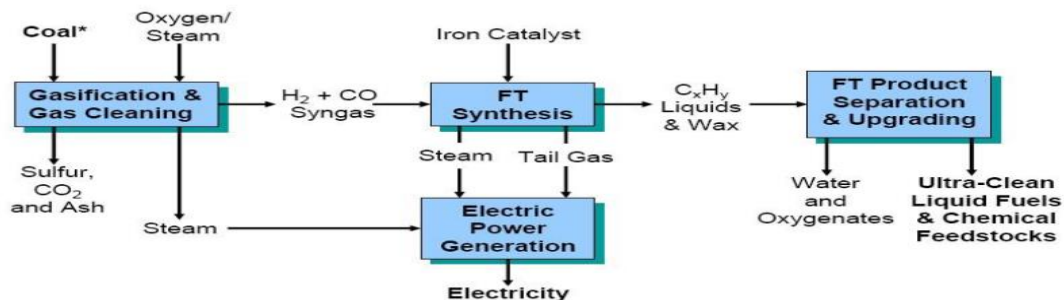 Coal*
Oxygen/
Steam
Iron Catalyst
Gasification &
Gas Cleaning
H₂ + CO
Syngas
FT
Synthesis
CₓHᵧ
Liquids
& Wax
FT Product
Separation
& Upgrading
Sulfur,
CO₂
and Ash
Steam
Steam
Tail Gas
Electric
Power
Generation
Electricity
Water
and
Oxygenates
Ultra-Clean
Liquid Fuels
& Chemical
Feedstocks